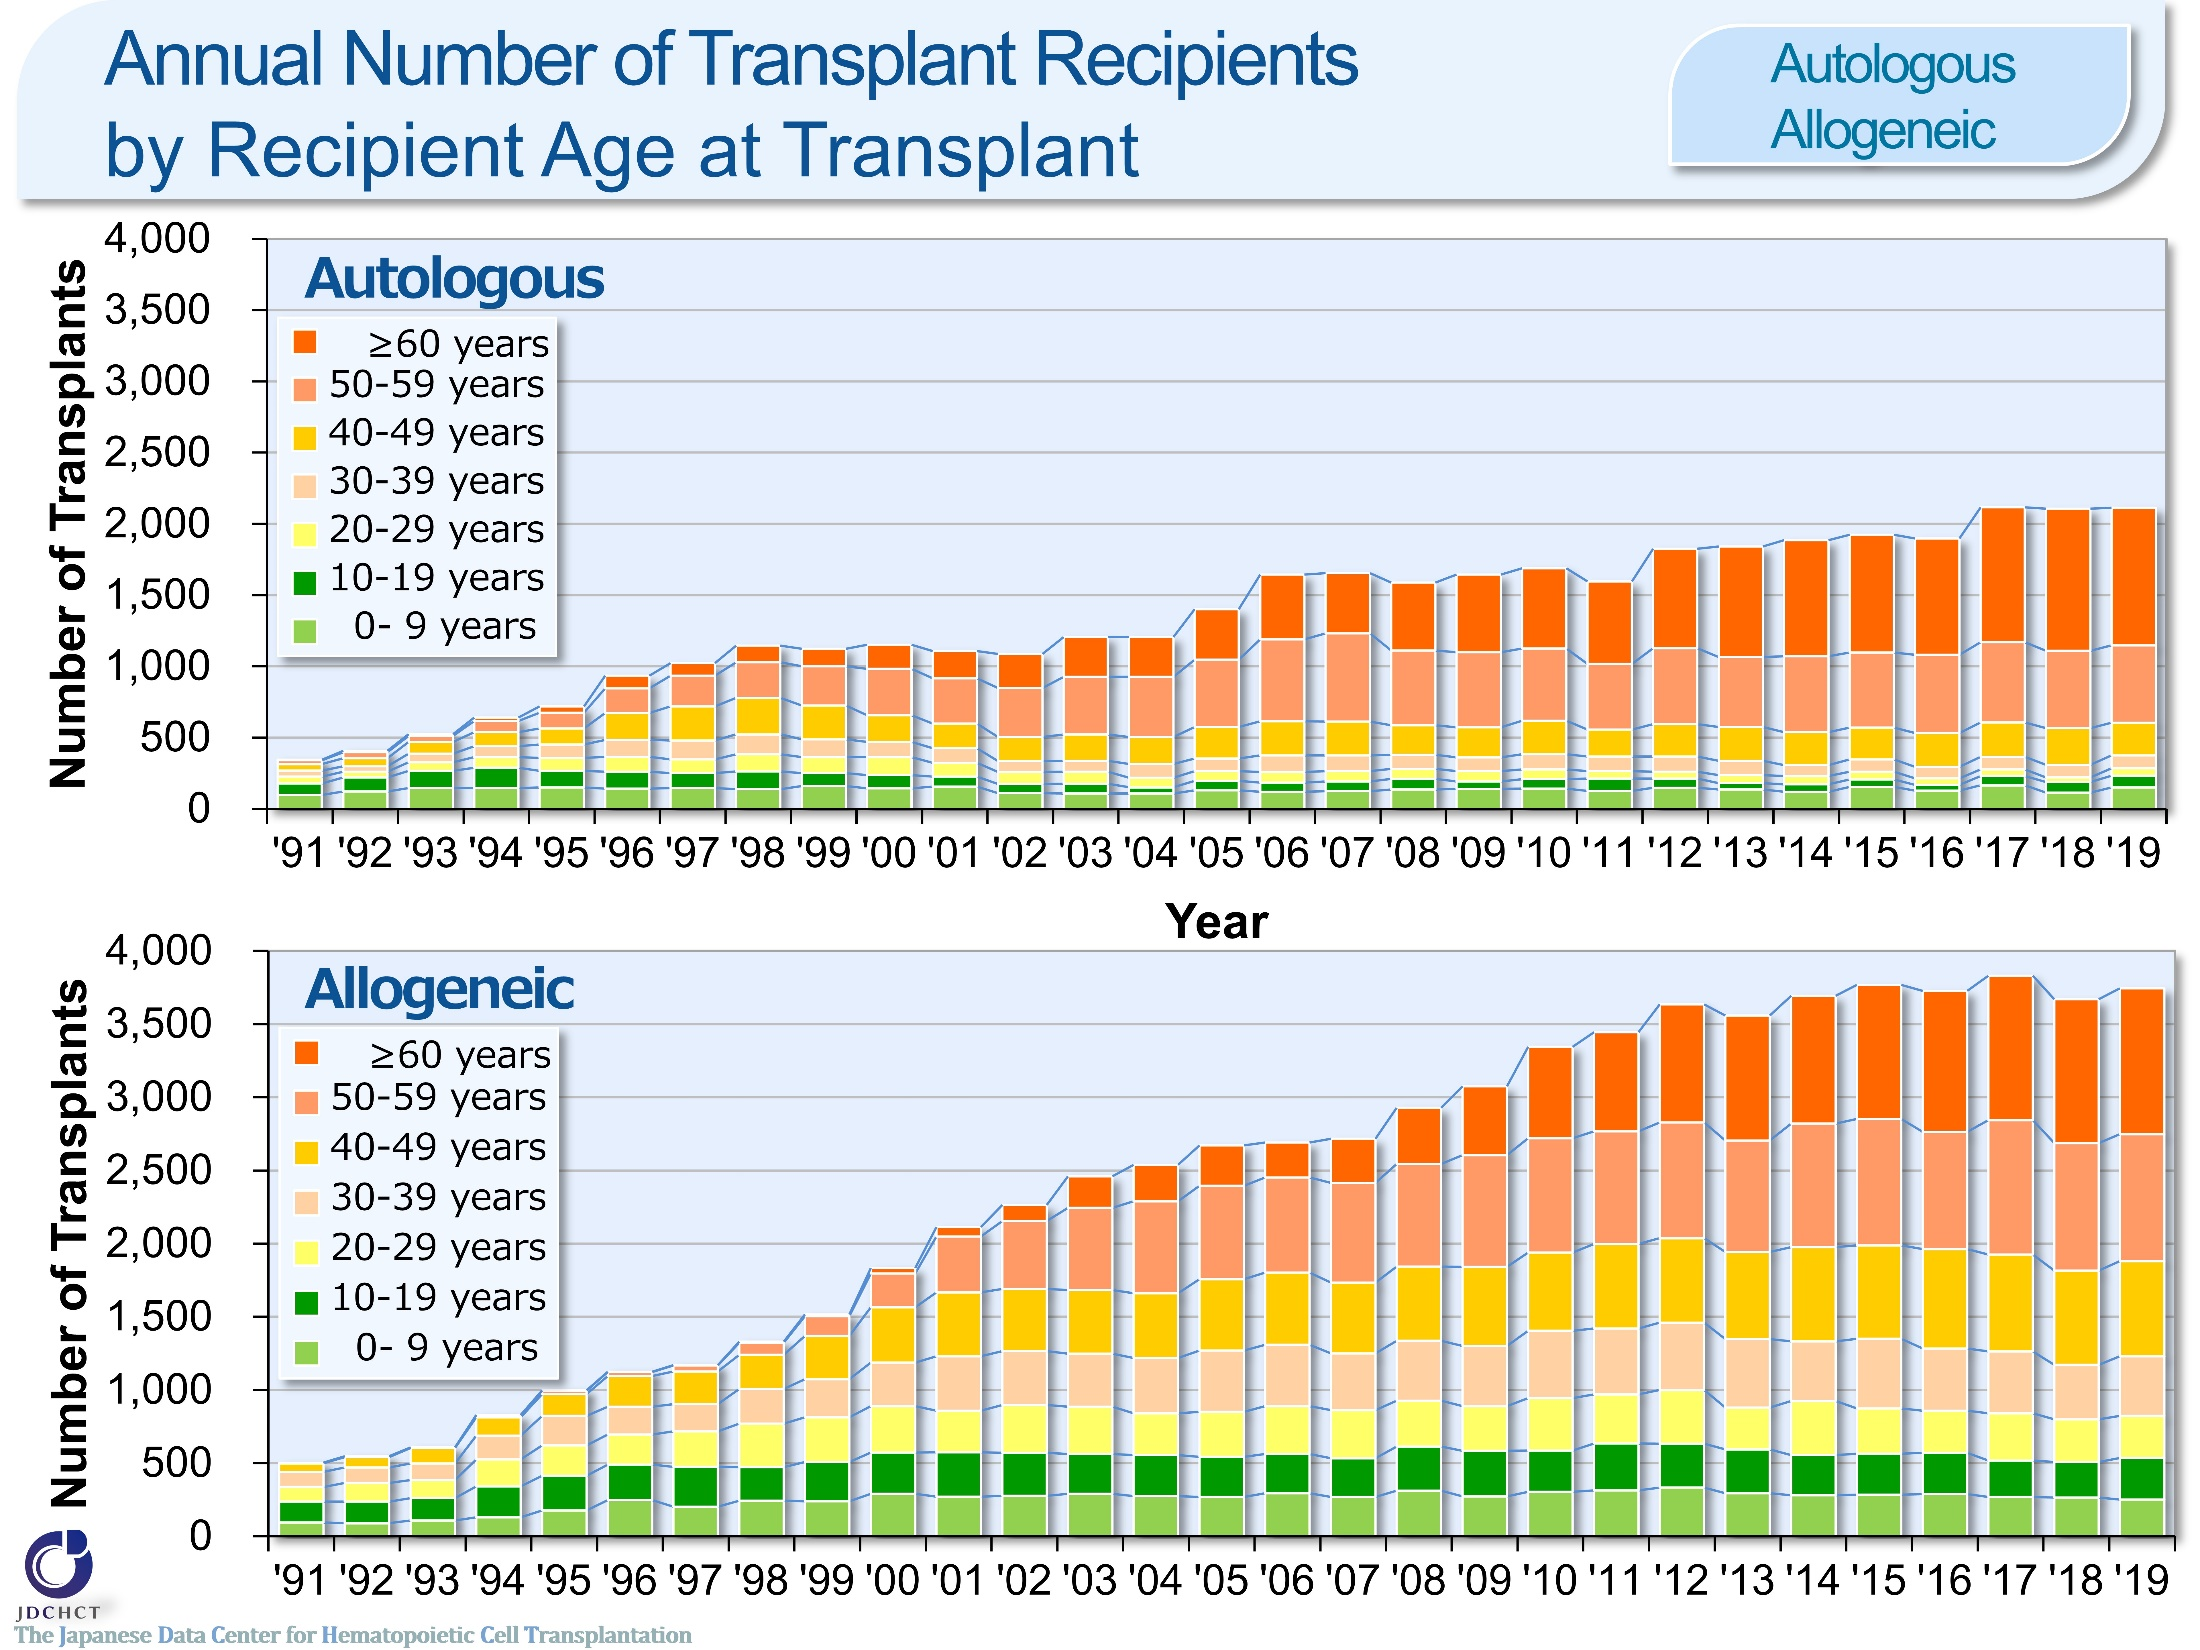 Annual Number of Transplant Recipients
by Recipient Age at Transplant
Autologous
Allogeneic
Number of Transplants
4,000
3,500
3,000
2,500
2,000
1,500
1,000
500
0
Autologous
≥60 years
50-59 years
40-49 years
30-39 years
20-29 years
10-19 years
0- 9 years
'91 '92 '93 '94 '95 '96 '97 '98 '99 '00 '01 '02 '03 '04 '05 '06 '07 '08 '09 '10 '11 '12 '13 '14 '15 '16 '17 '18 '19
Year
Number of Transplants
4,000
3,500
3,000
2,500
2,000
1,500
1,000
500
0
Allogeneic
≥60 years
50-59 years
40-49 years
30-39 years
20-29 years
10-19 years
0- 9 years
'91 '92 '93 '94 '95 '96 '97 '98 '99 '00 '01 '02 '03 '04 '05 '06 '07 '08 '09 '10 '11 '12 '13 '14 '15 '16 '17 '18 '19
JDCHCT
The Japanese Data Center for Hematopoietic Cell Transplantation